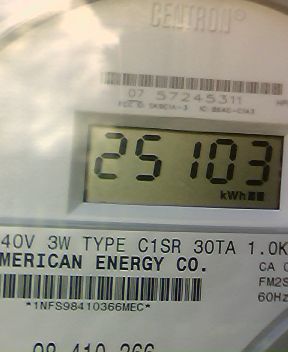 CENTRON®
07 57245311
25103
kWh
40V 3W TYPE C1SR 30TA 1.0K
MERICAN ENERGY CO.
CA
FM2S
60Hz
*1NFS98410366MEC*